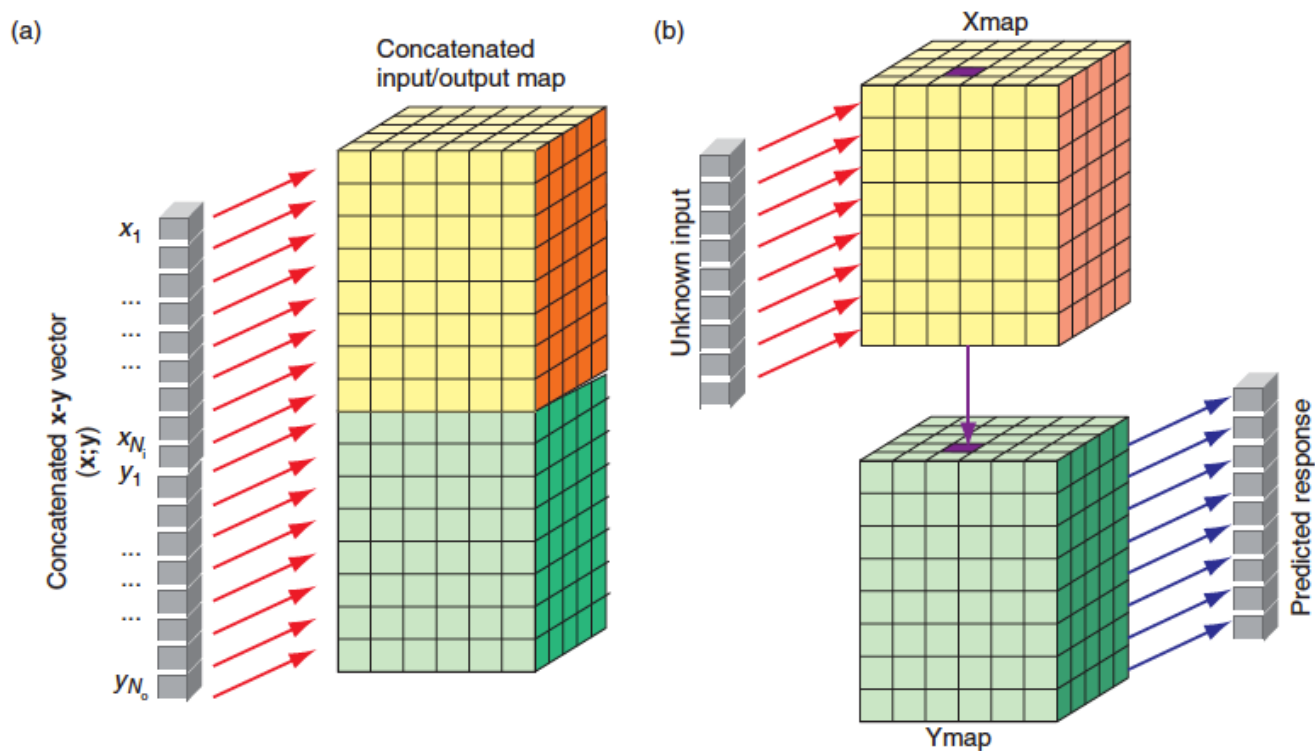 (a)
Concatenated
input/output map
Concatenated x-y vector
(x;y)
x1
...
...
...
xNi
y1
...
...
...
yNo
(b)
Xmap
Unknown input
Ymap
Predicted response